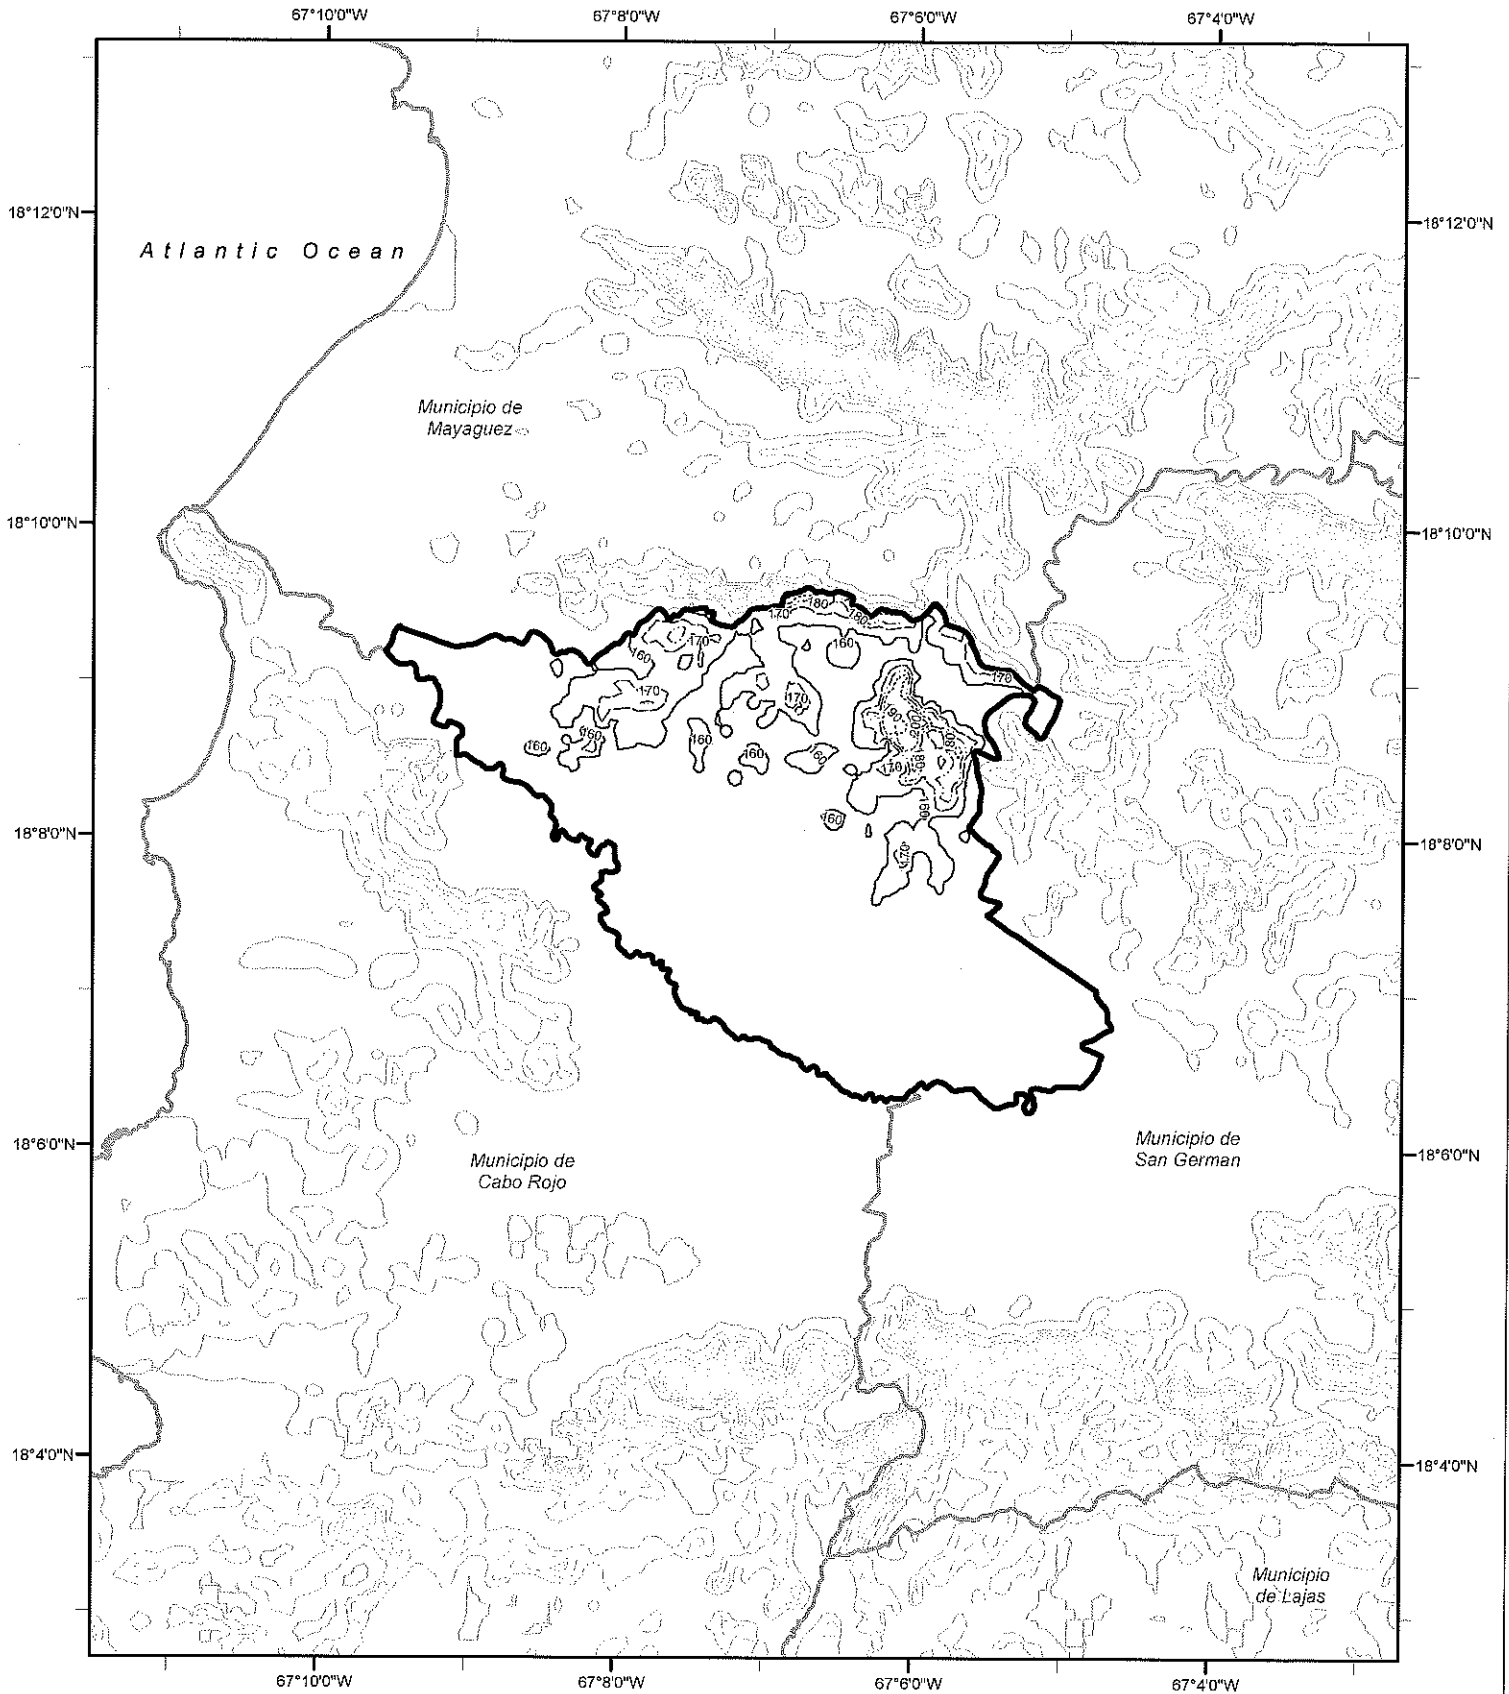 67°10'0"W
67°8'0"W
67°6'0"W
67°4'0"W
18°12'0"N
18°12'0"N
Atlantic Ocean
Municipio de
Mayaguez
18°10'0"N
18°10'0"N
180
170
180
170
160
160
170
170
170
190
200
180
160
160
160
160
160
170
180
160
160
170
18°8'0"N
18°8'0"N
18°6'0"N
Municipio de
San German
18°6'0"N
Municipio de
Cabo Rojo
18°4'0"N
18°4'0"N
Municipio
de Lajas
67°10'0"W
67°8'0"W
67°6'0"W
67°4'0"W